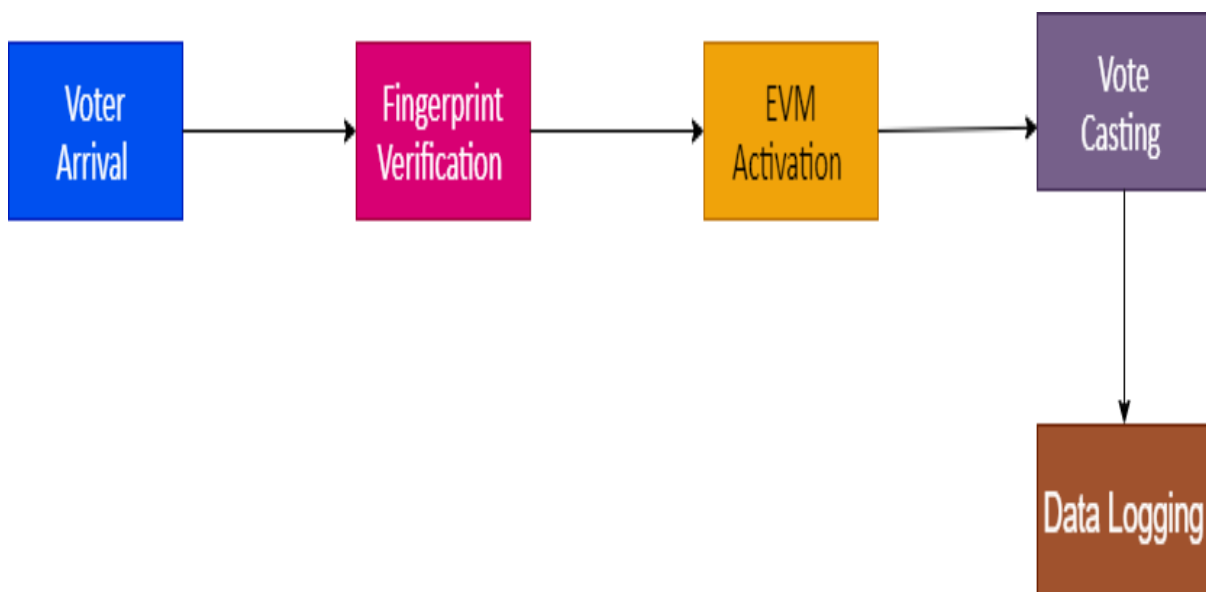 Voter
Arrival
Fingerprint
Verification
EVM
Activation
Vote
Casting
Data Logging